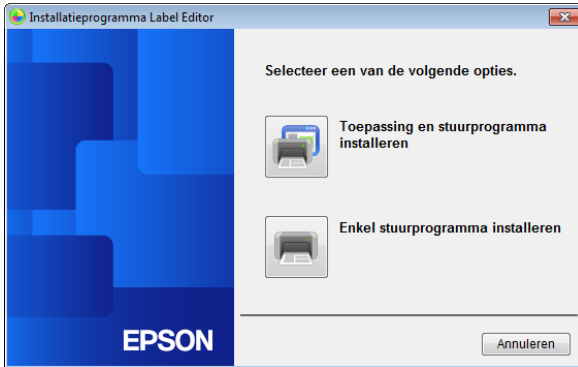 Installatieprogramma Label Editor
Selecteer een van de volgende opties.
Toepassing en stuurprogramma
installeren
Enkel stuurprogramma installeren
EPSON
Annuleren